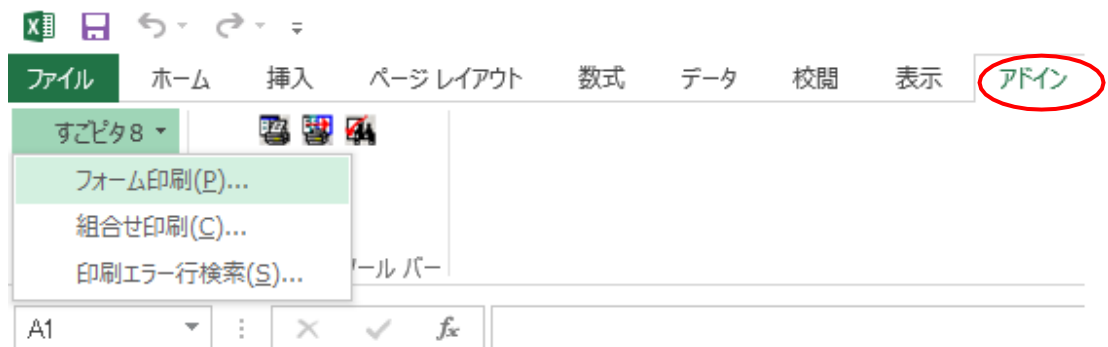 ファイル ホーム 挿入 ページ レイアウト 数式 データ 校閲 表示 アドイン
すごピタ8
フォーム印刷(P)...
組合せ印刷(C)...
印刷エラー行検索(S)...
ール バー
A1 fx